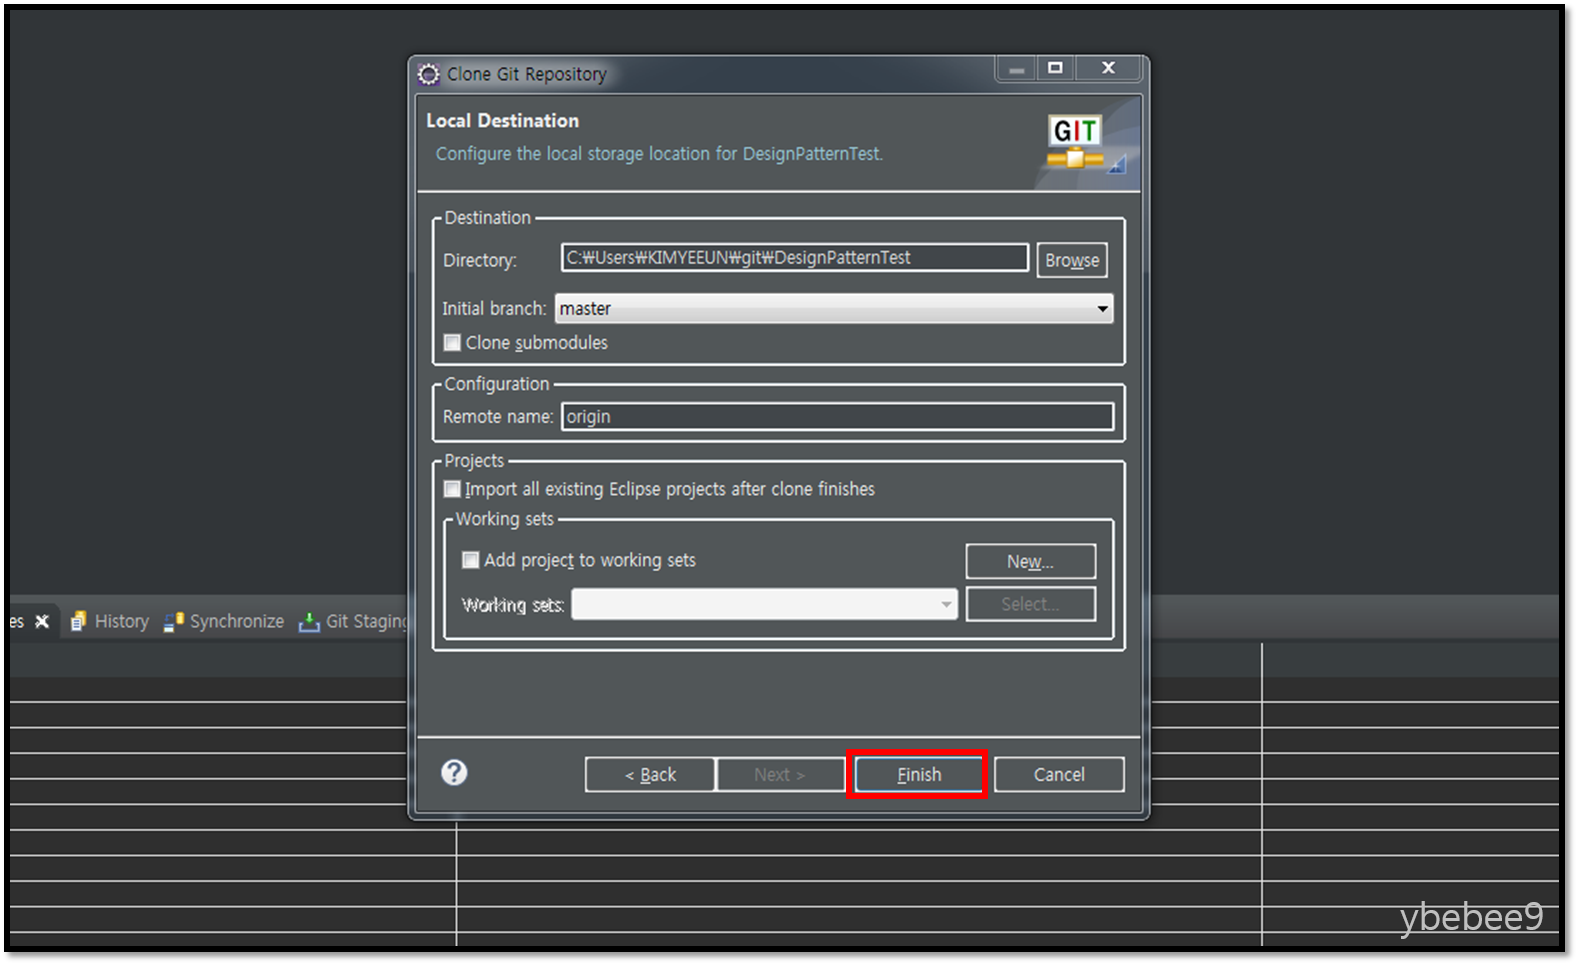 Clone Git Repository
Local Destination
GIT
Configure the local storage location for DesignPatternTest.
Destination
Directory: C:₩Users₩KIMYEEUN₩git₩DesignPatternTest Browse
Initial branch: master
Clone submodules
Configuration
Remote name: origin
Projects
Import all existing Eclipse projects after clone finishes
Working sets
Add project to working sets New...
Working sets: Select...
es History Synchronize Git Staging
< Back Next > Finish Cancel
ybebee9